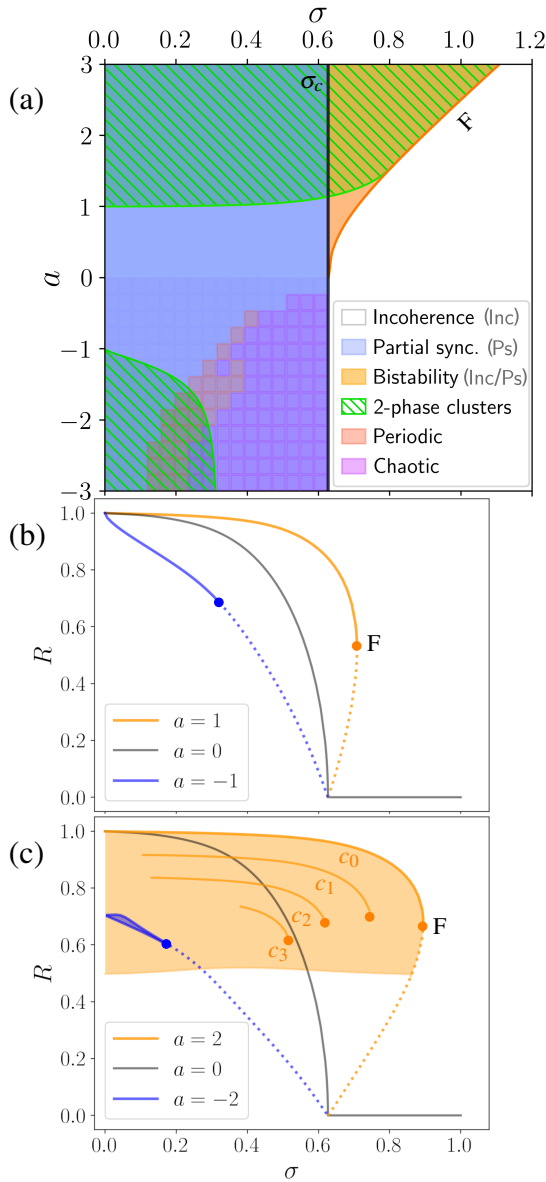 σ
0.0 0.2 0.4 0.6 0.8 1.0 1.2
(a)
3
2
1
0
−1
−2
−3
a
σc
F
Incoherence (Inc)
Partial sync. (Ps)
Bistability (Inc/Ps)
2-phase clusters
Periodic
Chaotic
(b)
1.0
0.8
0.6
0.4
0.2
0.0
R
F
a = 1
a = 0
a = −1
(c)
1.0
0.8
0.6
0.4
0.2
0.0
R
c0
c1
c2
c3
F
a = 2
a = 0
a = −2
0.0 0.2 0.4 0.6 0.8 1.0
σ